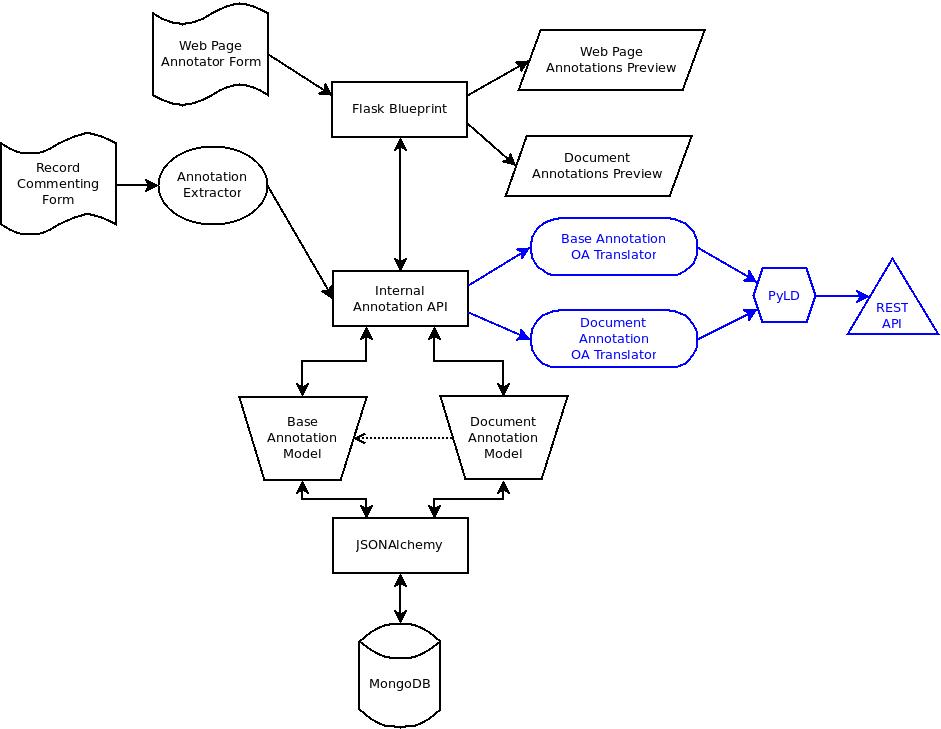 Web Page
Annotator Form
Web Page
Annotations Preview
Flask Blueprint
Document
Annotations Preview
Record
Commenting
Form
Annotation
Extractor
Base Annotation
OA Translator
Internal
Annotation API
PyLD
REST
API
Document
Annotation
OA Translator
Base
Annotation
Model
Document
Annotation
Model
JSONAlchemy
MongoDB